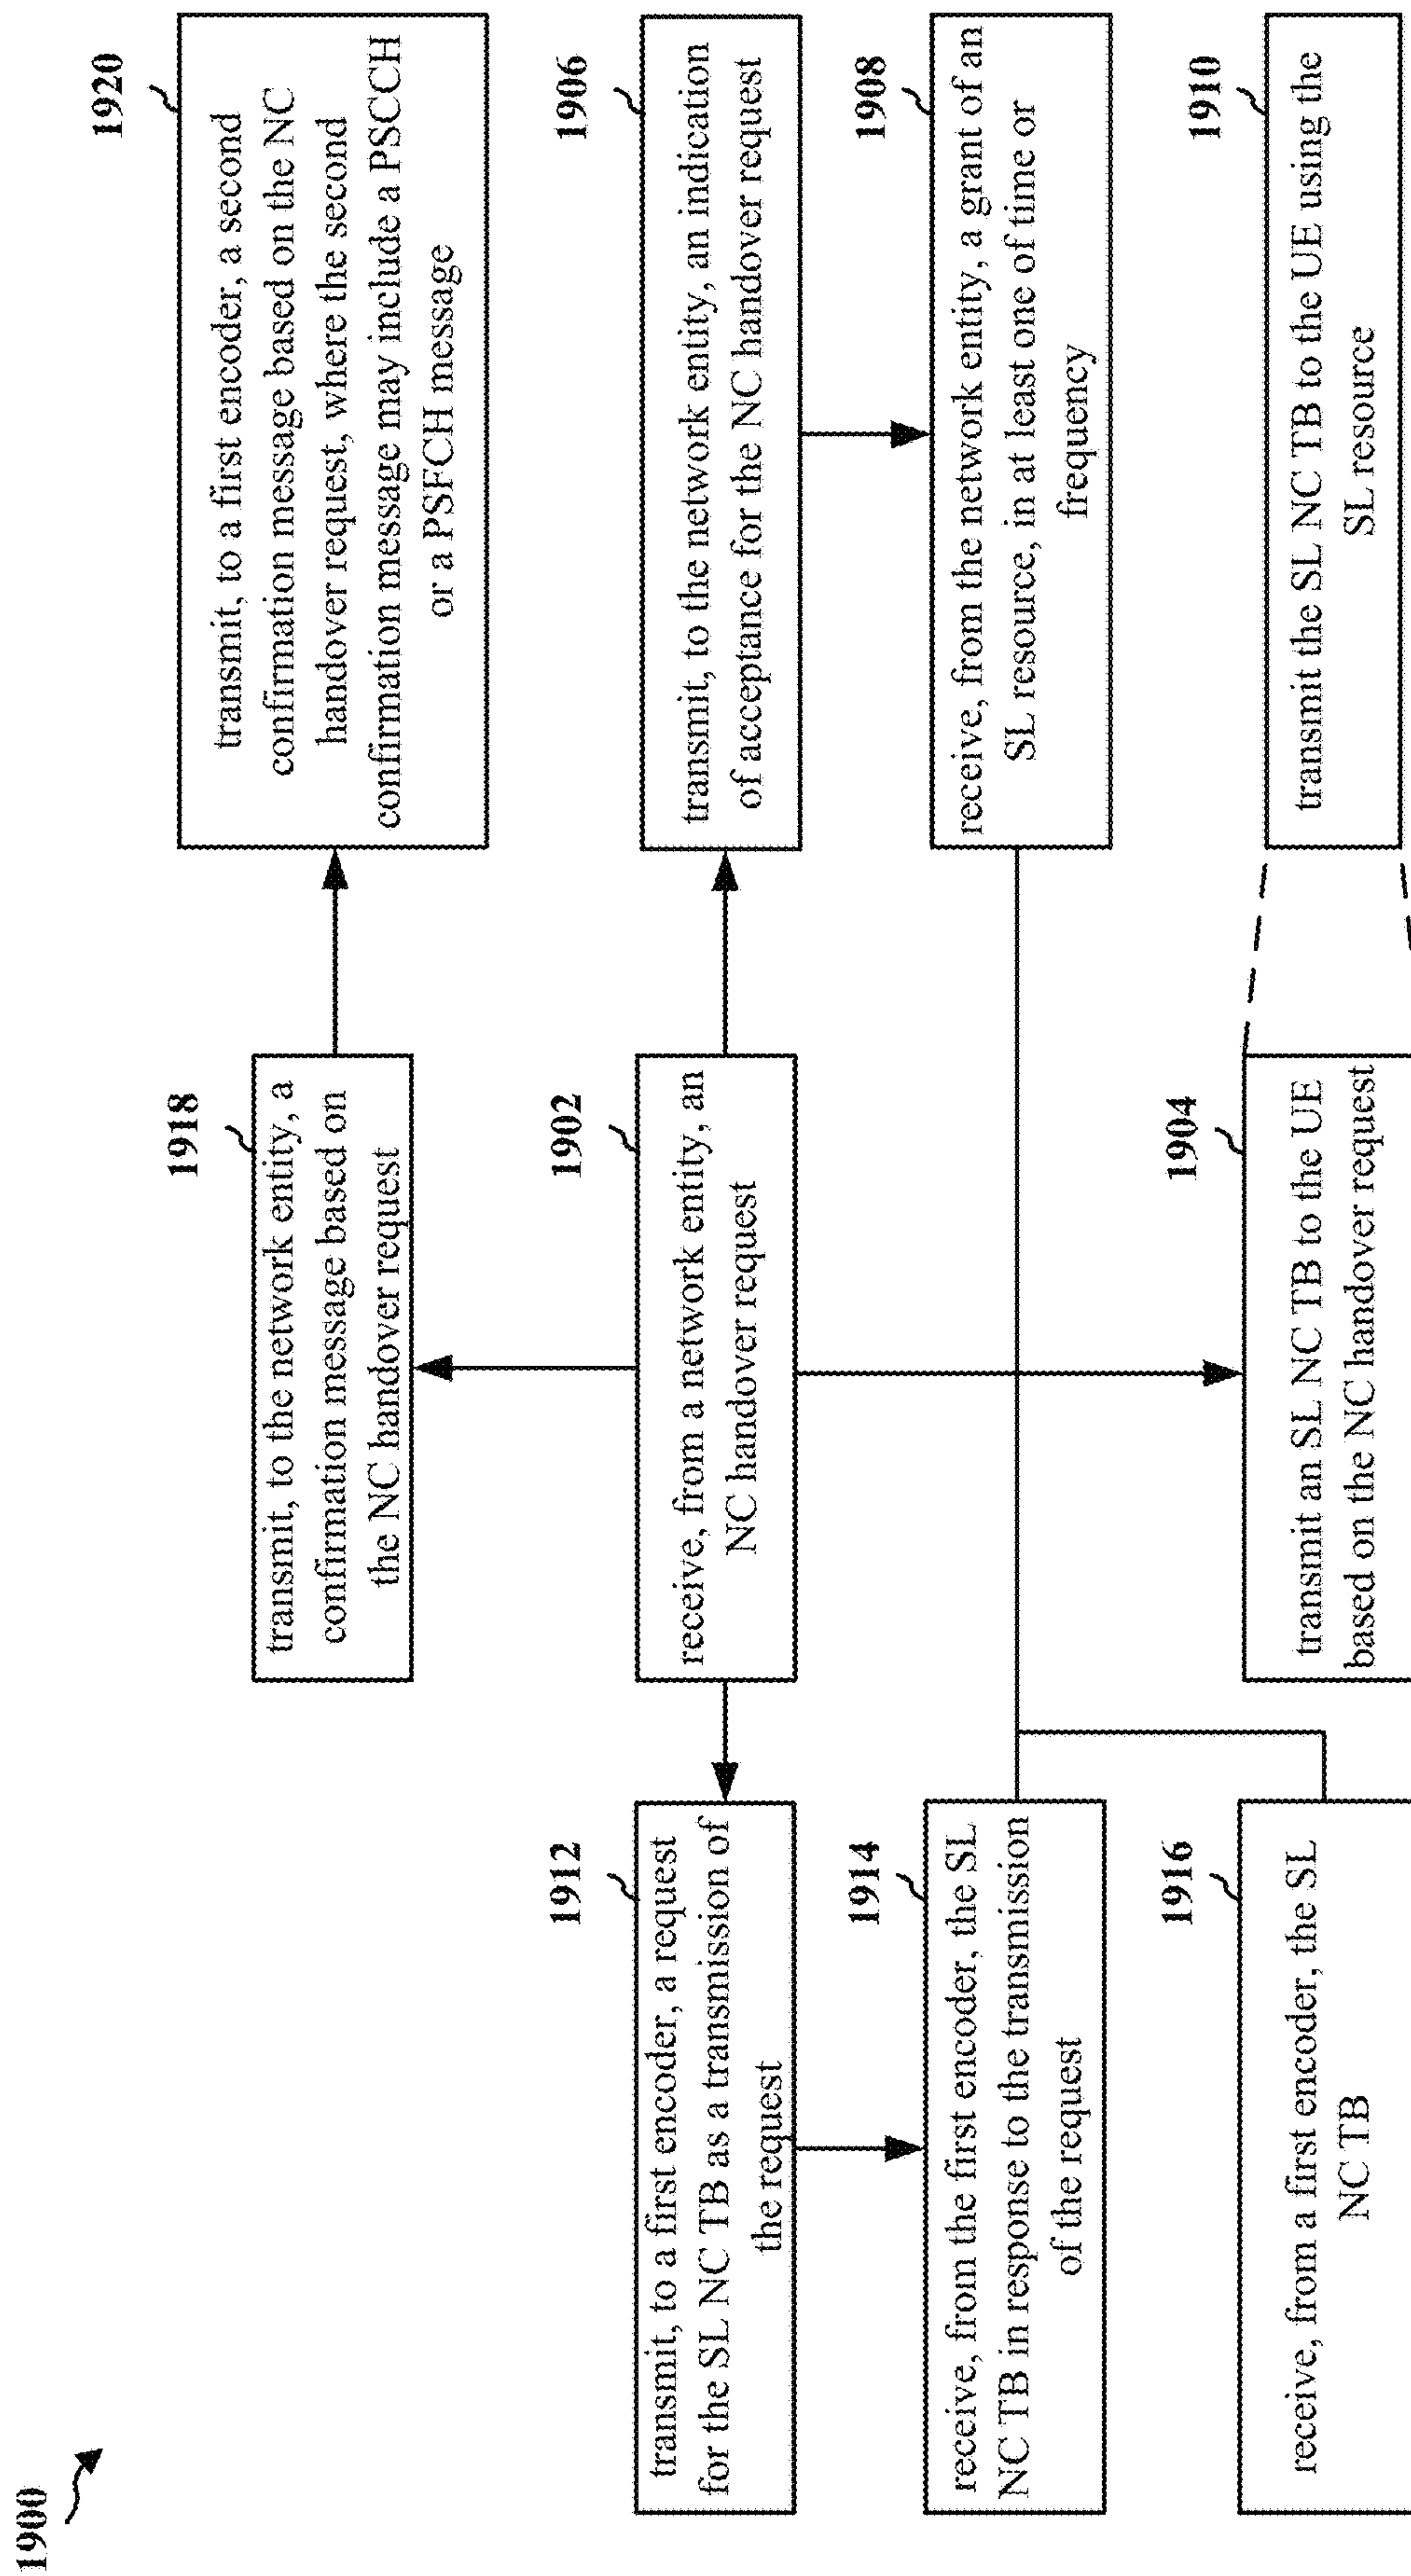 1900
1918
transmit, to the network entity, a
confirmation message based on
the NC handover request
1920
transmit, to a first encoder, a second
confirmation message based on the NC
handover request, where the second
confirmation message may include a PSCCH
or a PSFCH message
1912
transmit, to a first encoder, a request
for the SL NC TB as a transmission of
the request
1902
receive, from a network entity, an
NC handover request
1906
transmit, to the network entity, an indication
of acceptance for the NC handover request
1914
receive, from the first encoder, the SL
NC TB in response to the transmission
of the request
1908
receive, from the network entity, a grant of an
SL resource, in at least one of time or
frequency
1916
receive, from a first encoder, the SL
NC TB
1904
transmit an SL NC TB to the UE
based on the NC handover request
1910
transmit the SL NC TB to the UE using the
SL resource